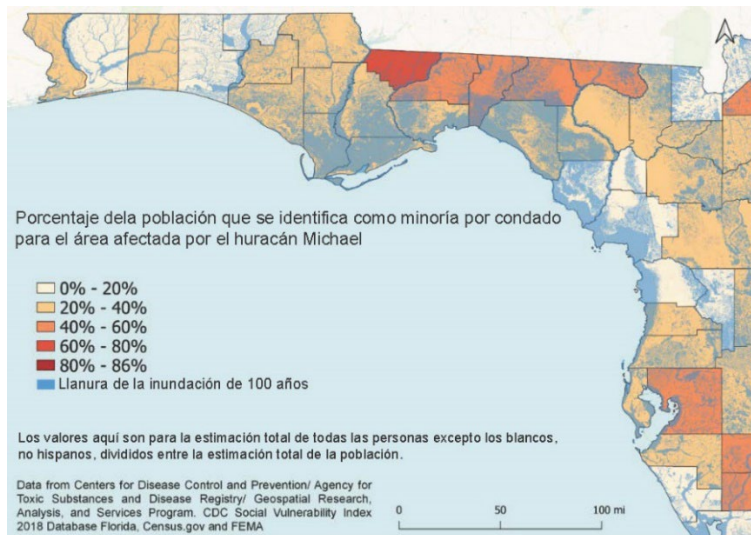 Porcentaje dela población que se identifica como minoría por condado
para el área afectada por el huracán Michael
0% - 20%
20% - 40%
40% - 60%
60% - 80%
80% - 86%
Llanura de la inundación de 100 años
Los valores aquí son para la estimación total de todas las personas excepto los blancos,
no hispanos, divididos entre la estimación total de la población.
Data from Centers for Disease Control and Prevention/ Agency for
Toxic Substances and Disease Registry/ Geospatial Research,
Analysis, and Services Program. CDC Social Vulnerability Index
2018 Database Florida, Census.gov and FEMA
0 50 100 mi